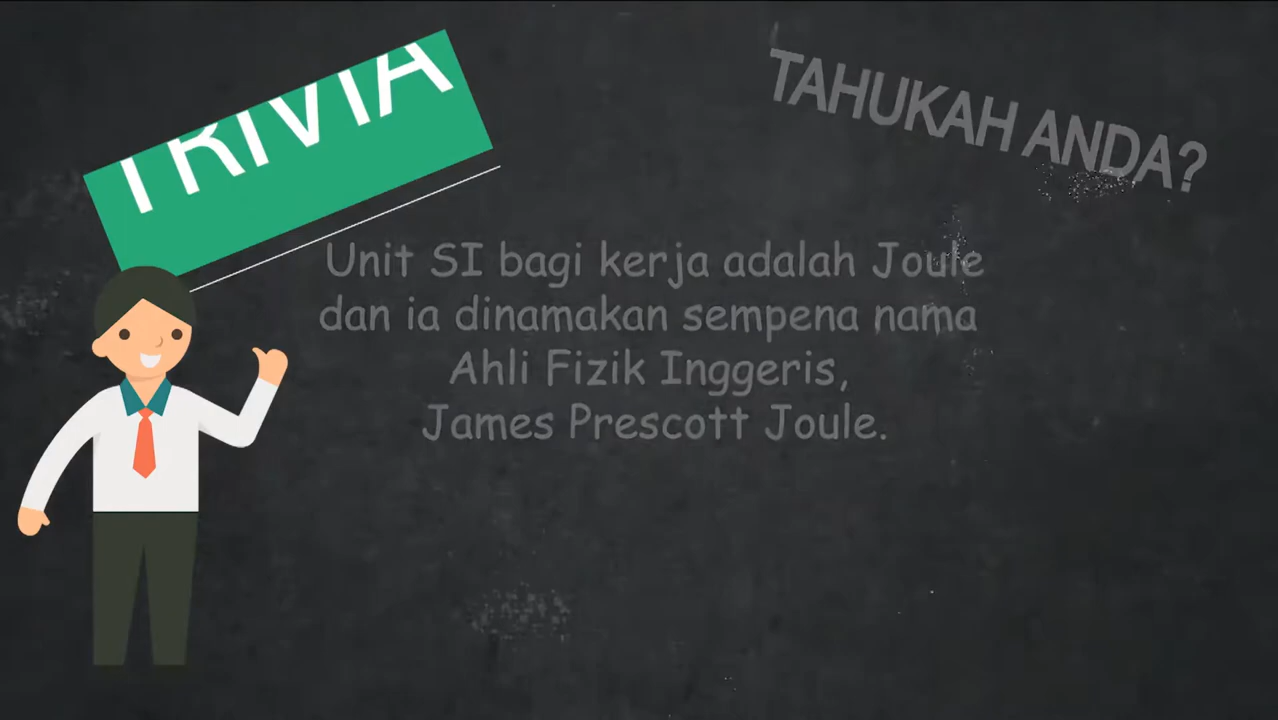 TRIVIA
TAHUKAH ANDA?
Unit SI bagi kerja adalah Joule
dan ia dinamakan sempena nama
Ahli Fizik Inggeris,
James Prescott Joule.